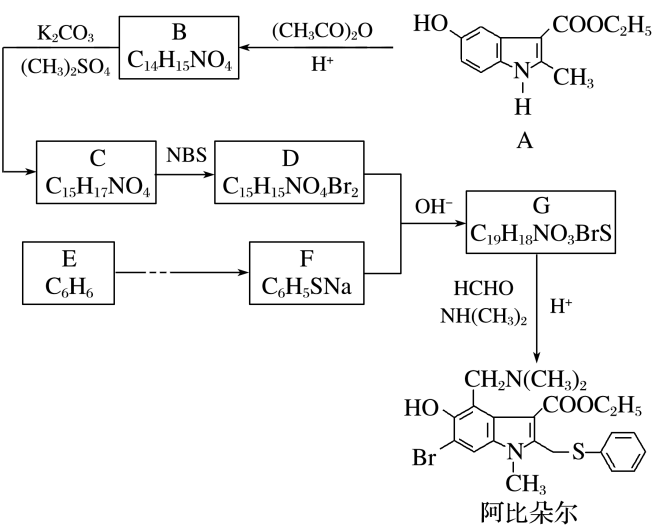 K₂CO₃
(CH₃)₂SO₄
B
C₁₄H₁₅NO₄
(CH₃CO)₂O
H⁺
HO
COOC₂H₅
N
CH₃
H
A
C
C₁₅H₁₇NO₄
NBS
D
C₁₅H₁₅NO₄Br₂
OH⁻
G
C₁₉H₁₈NO₃BrS
E
C₆H₆
F
C₆H₅SNa
HCHO
NH(CH₃)₂
H⁺
CH₂N(CH₃)₂
HO
COOC₂H₅
Br
N
S
CH₃
阿比朵尔